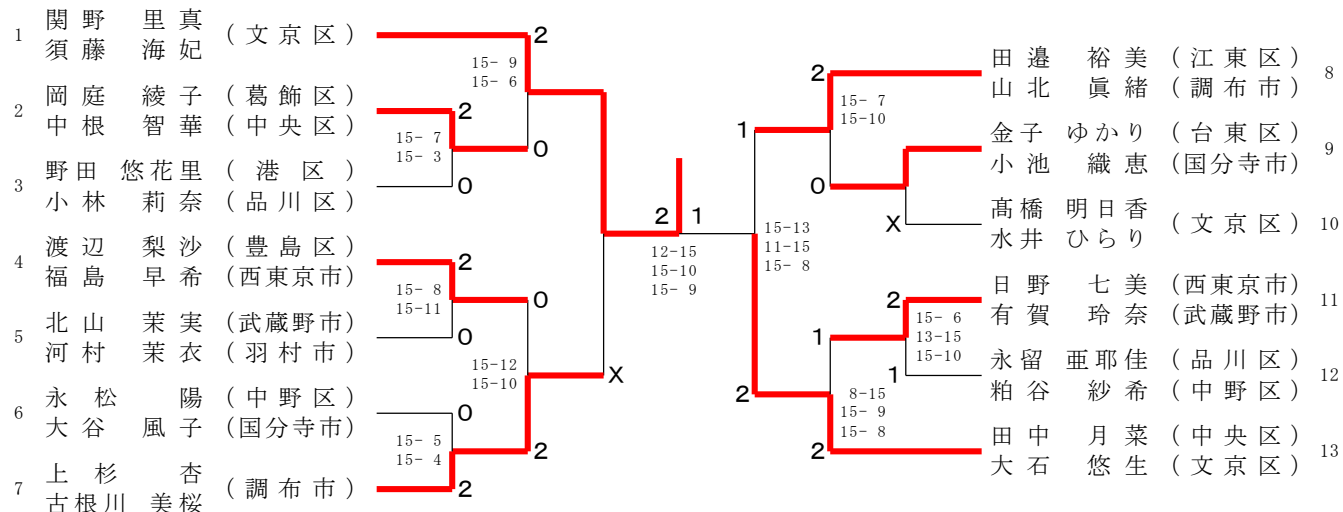 1 関野 里真 (文京区)
須藤 海妃
2
15- 9
15- 6
2 岡庭 綾子 (葛飾区)
中根 智華 (中央区)
2
15- 7
15- 3
0
3 野田 悠花里 (港区)
小林 莉奈 (品川区)
0
4 渡辺 梨沙 (豊島区)
福島 早希 (西東京市)
2
15- 8
15-11
0
5 北山 茉実 (武蔵野市)
河村 茉衣 (羽村市)
0
15-12
15-10
X
6 永松 陽 (中野区)
大谷 風子 (国分寺市)
0
15- 5
15- 4
2
7 上杉 杏 (調布市)
古根川 美桜
2
2 1
12-15
15-10
15- 9
田邉 裕美 (江東区) 8
山北 眞緒 (調布市)
2
15- 7
15-10
1
金子 ゆかり (台東区) 9
小池 織恵 (国分寺市)
0
髙橋 明日香 (文京区) 10
水井 ひらり
X
15-13
11-15
15- 8
日野 七美 (西東京市) 11
有賀 玲奈 (武蔵野市)
2
15- 6
13-15
15-10
1
永留 亜耶佳 (品川区) 12
粕谷 紗希 (中野区)
1
2
8-15
15- 9
15- 8
田中 月菜 (中央区) 13
大石 悠生 (文京区)
2